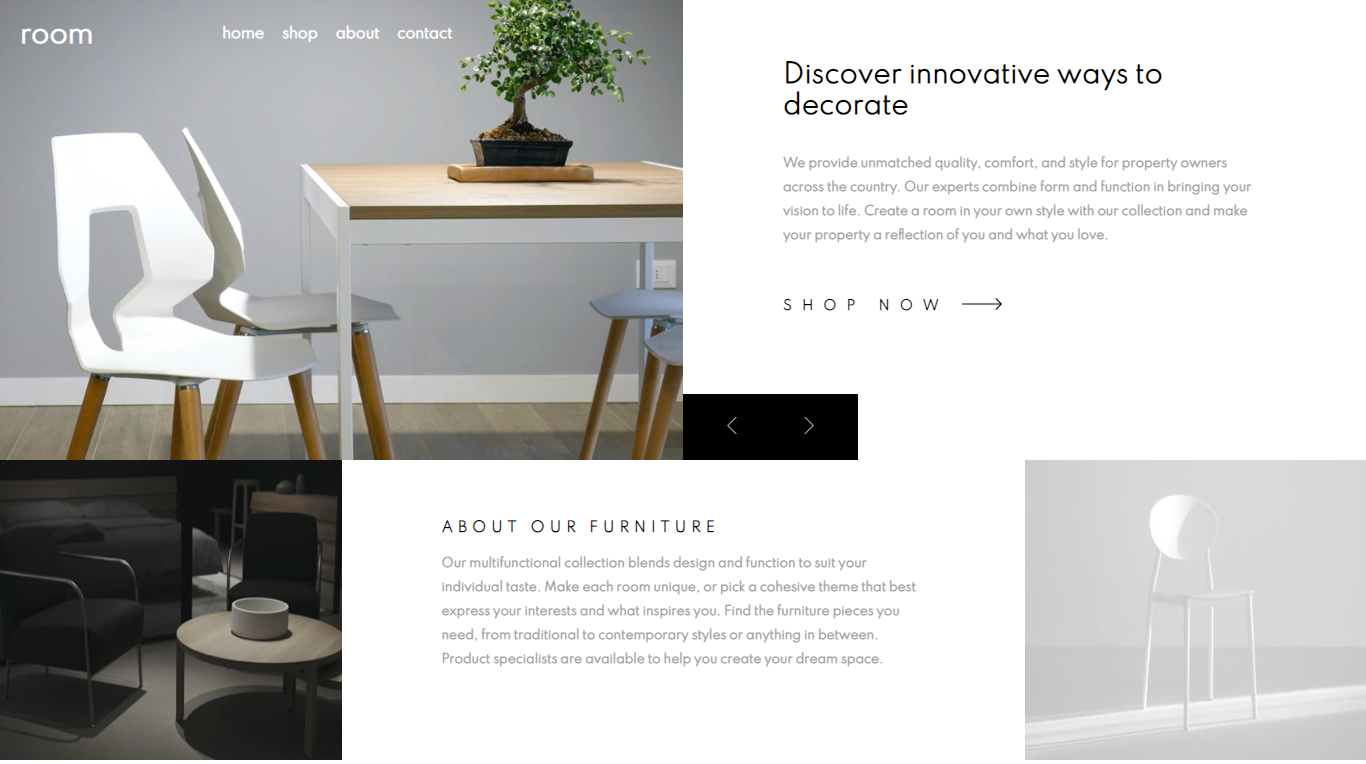 room
home shop about contact
Discover innovative ways to
decorate
We provide unmatched quality, comfort, and style for property owners
across the country. Our experts combine form and function in bringing your
vision to life. Create a room in your own style with our collection and make
your property a reflection of you and what you love.
SHOP NOW
ABOUT OUR FURNITURE
Our multifunctional collection blends design and function to suit your
individual taste. Make each room unique, or pick a cohesive theme that best
express your interests and what inspires you. Find the furniture pieces you
need, from traditional to contemporary styles or anything in between.
Product specialists are available to help you create your dream space.